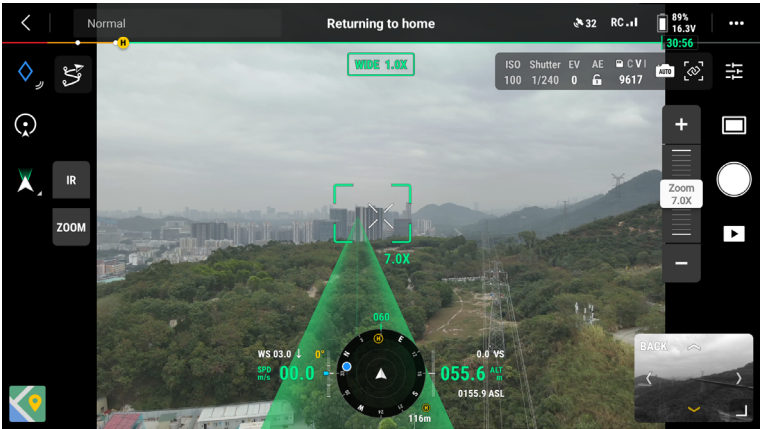 Normal
Returning to home
32
RC
89%
16.3V
H
30:56
WIDE 1.0X
ISO Shutter EV AE C V I
100 1/240 0 9617
AUTO
IR
ZOOM
+
Zoom
7.0X
−
7.0X
060
H
N
E
S
W
WS 03.0 ↓ 0°
SPD
m/s 00.0
0.0 VS
055.6 ALT
m
0155.9 ASL
H
116m
BACK